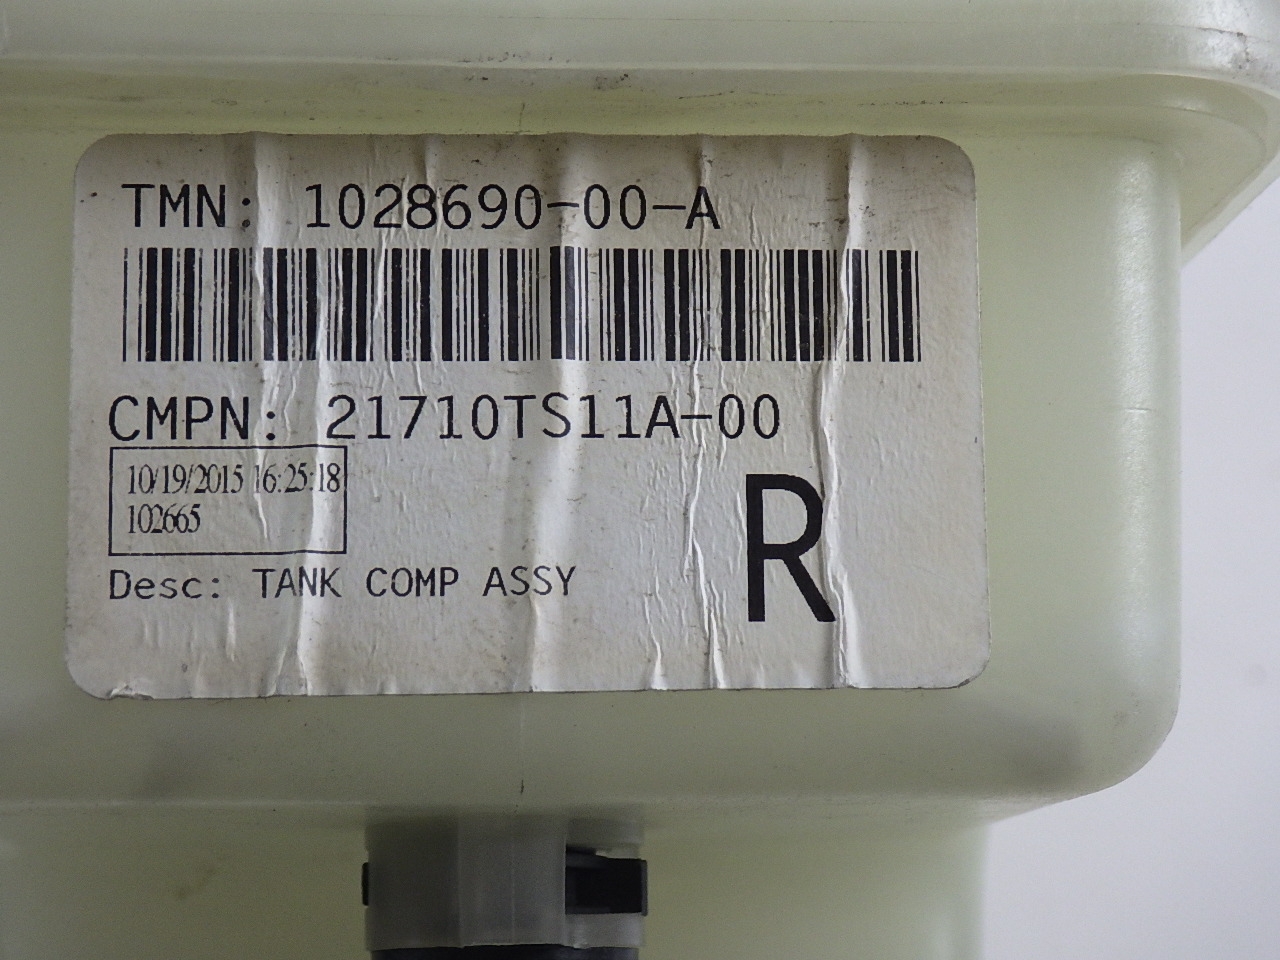 TMN: 1028690-00-A
CMPN: 21710TS11A-00
10/19/2015 16:25:18
102665
R
Desc: TANK COMP ASSY